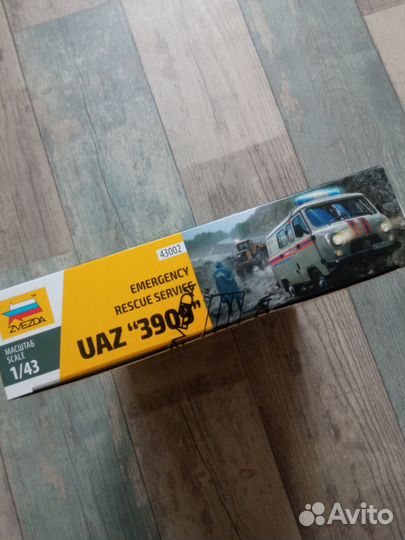 43002
EMERGENCY
RESCUE SERVICE
UAZ "3909"
ZVEZDA
МАСШТАБ
SCALE
1/43
Avito